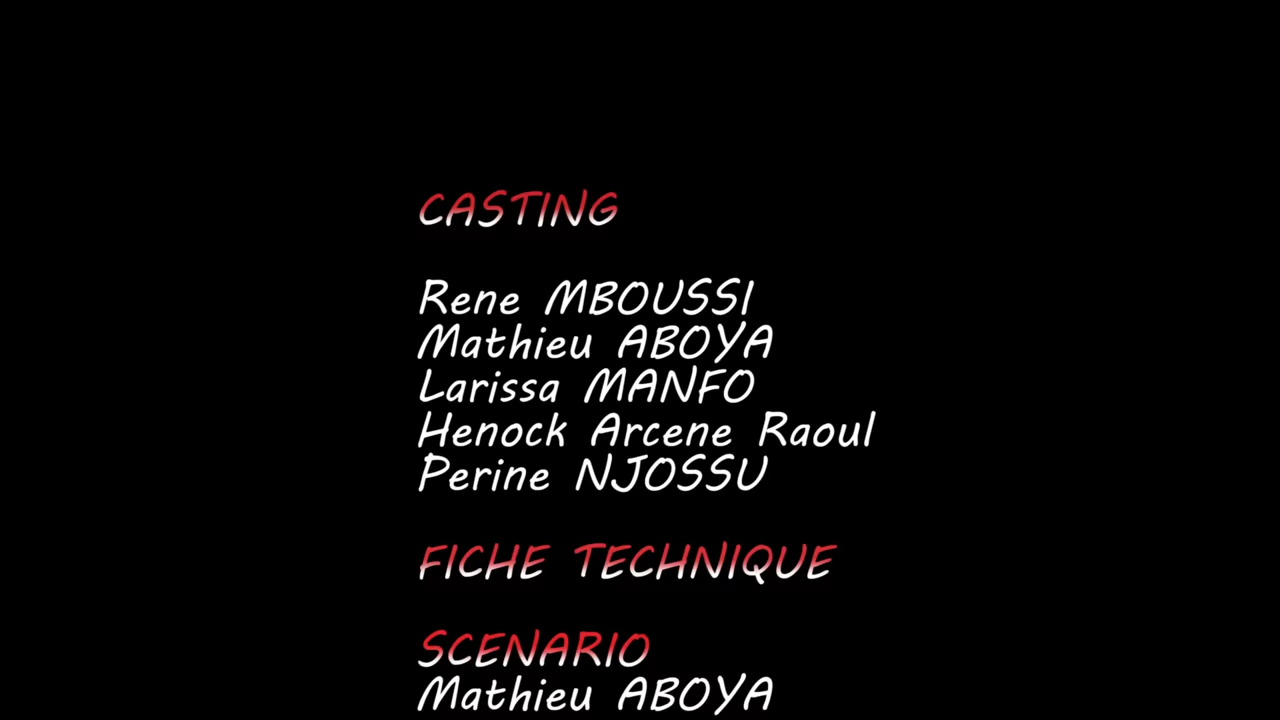 CASTING
Rene MBOUSSI
Mathieu ABOYA
Larissa MANFO
Henock Arcene Raoul
Perine NJOSSU
FICHE TECHNIQUE
SCENARIO
Mathieu ABOYA